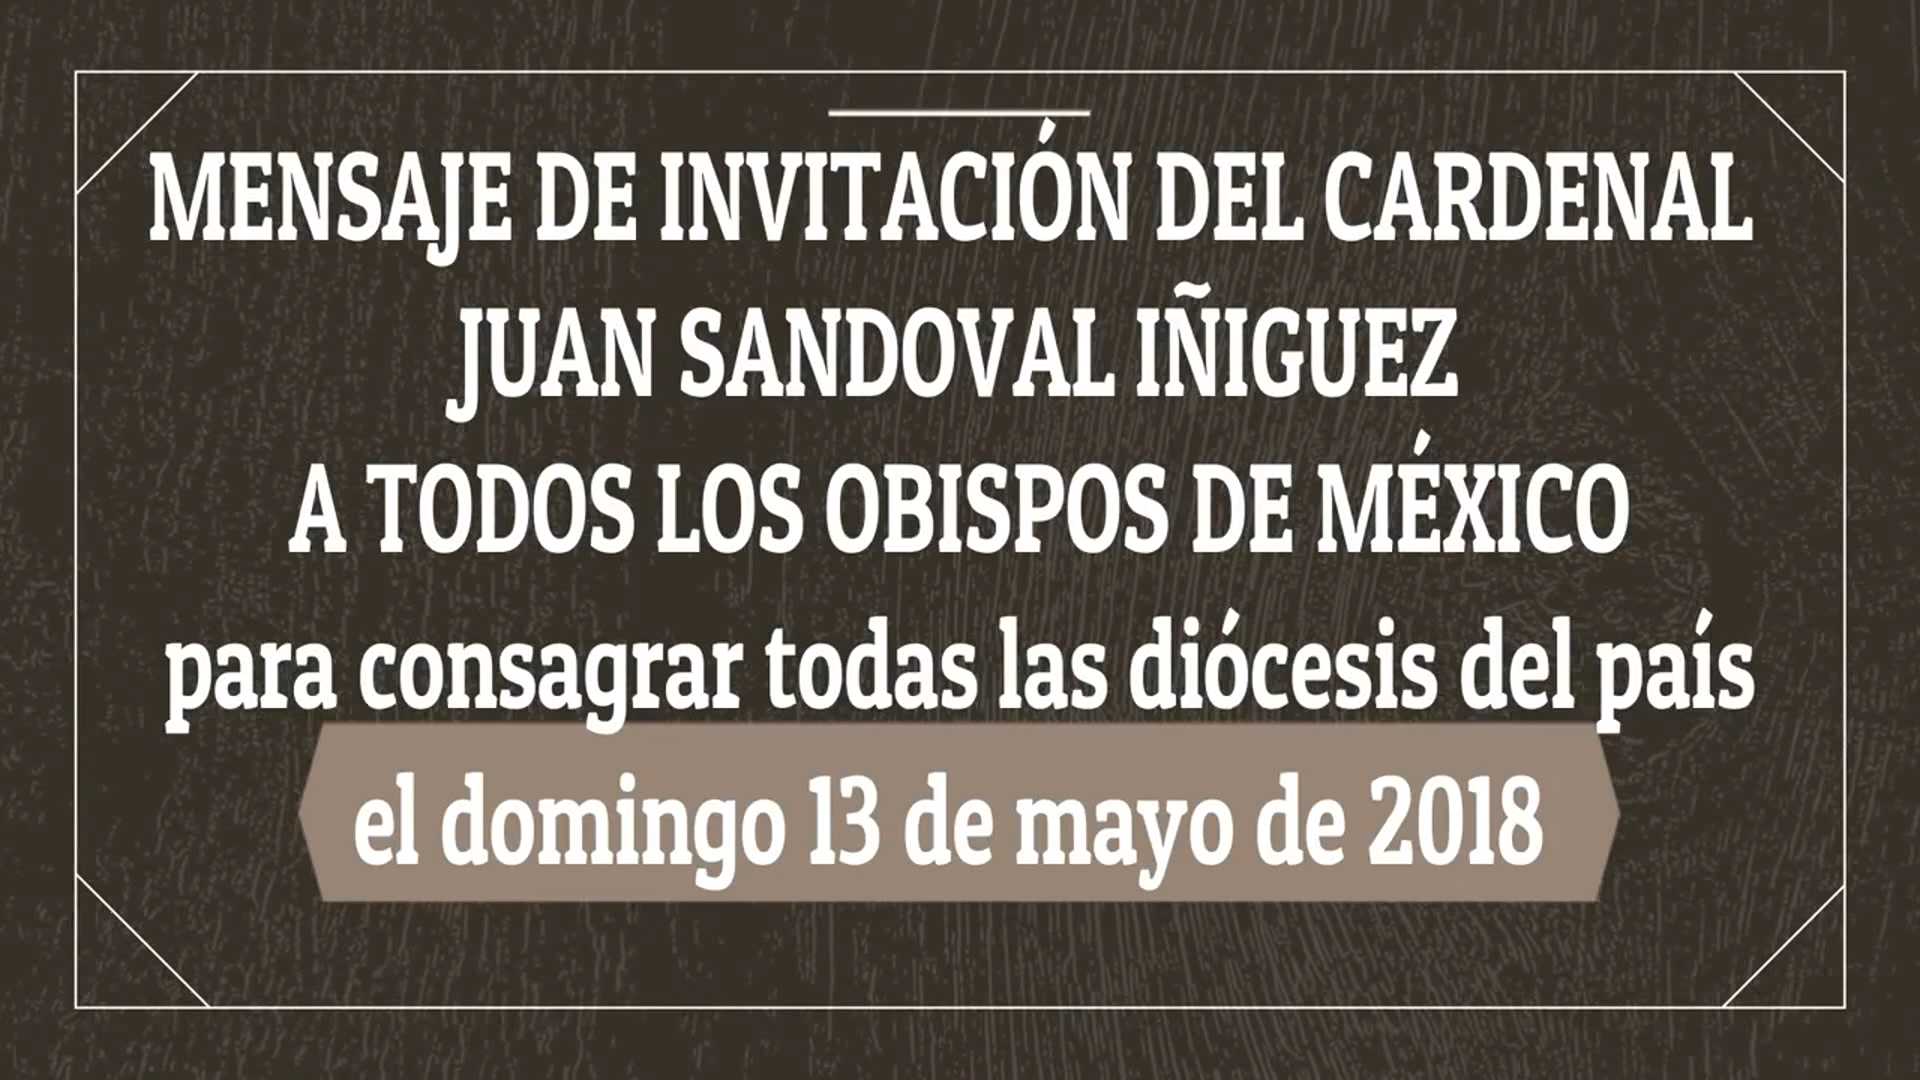 MENSAJE DE INVITACIÓN DEL CARDENAL
JUAN SANDOVAL IÑIGUEZ
A TODOS LOS OBISPOS DE MÉXICO
para consagrar todas las diócesis del país
el domingo 13 de mayo de 2018